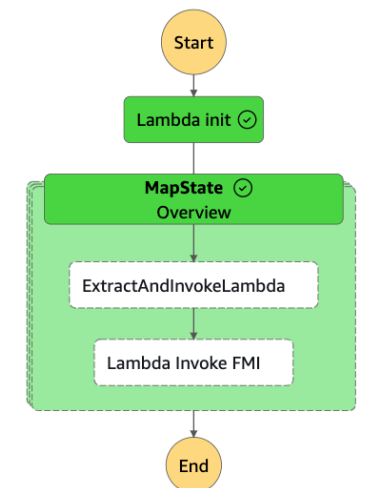 Start
Lambda init
MapState
Overview
ExtractAndInvokeLambda
Lambda Invoke FMI
End